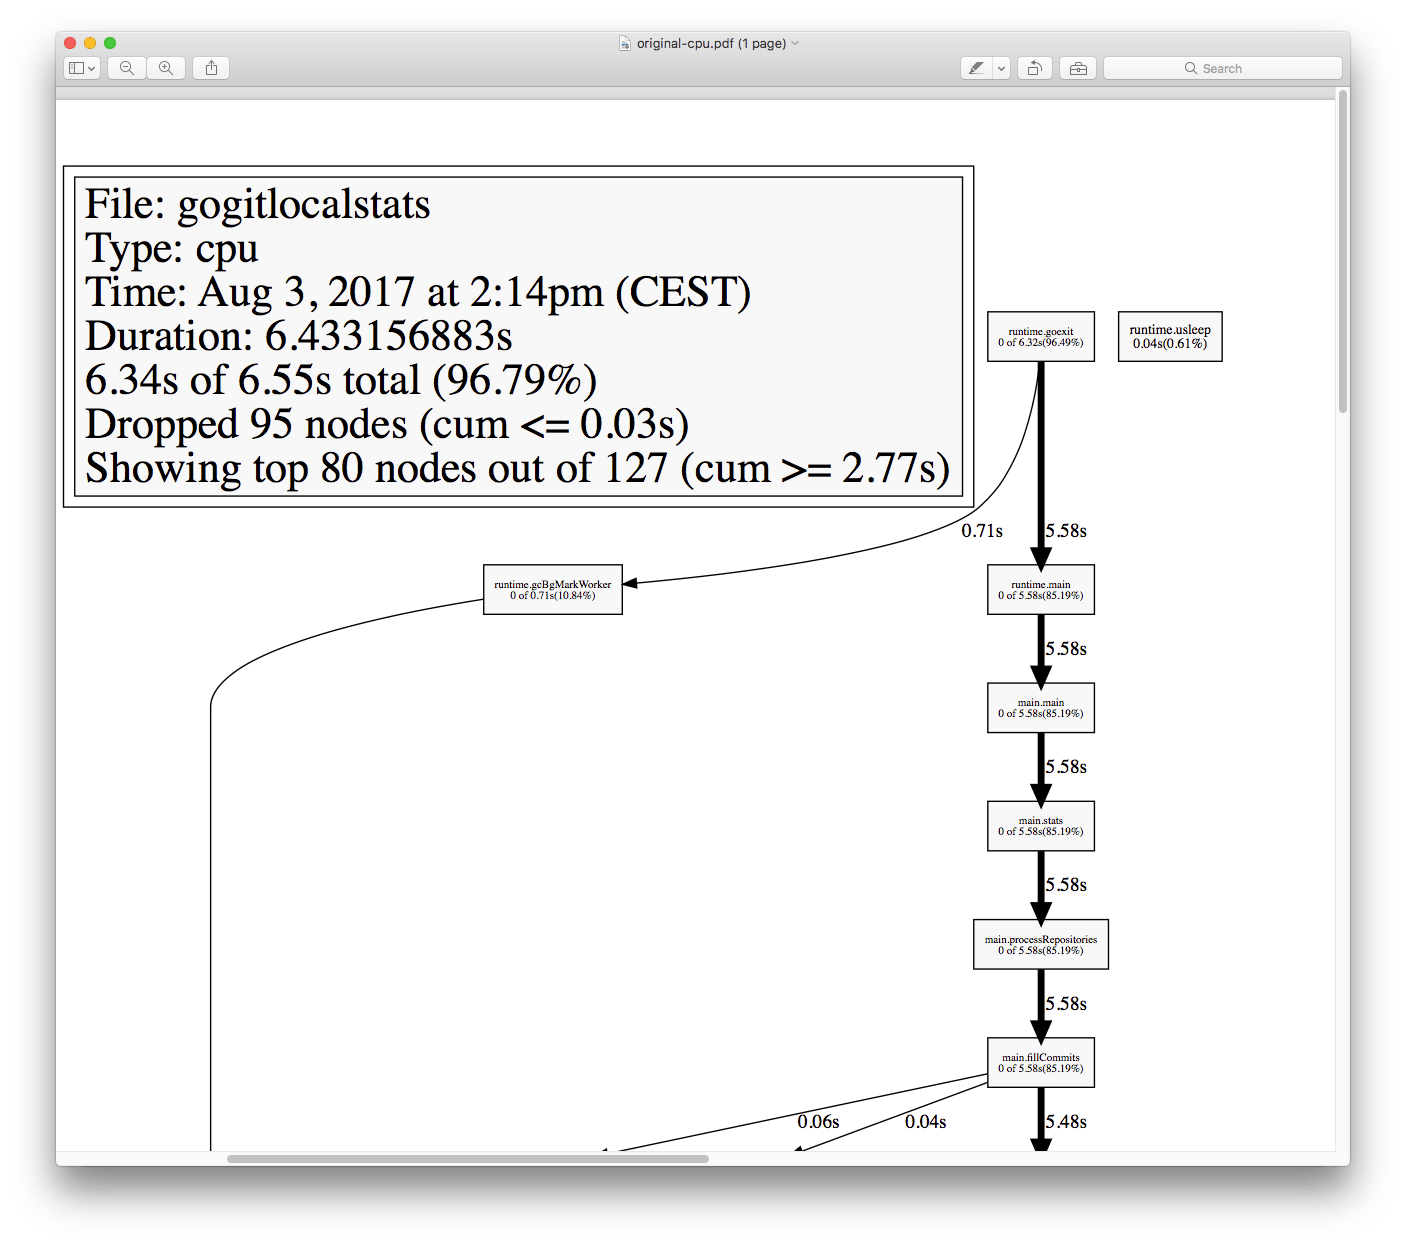 original-cpu.pdf (1 page)
Search
File: gogitlocalstats
Type: cpu
Time: Aug 3, 2017 at 2:14pm (CEST)
Duration: 6.433156883s
6.34s of 6.55s total (96.79%)
Dropped 95 nodes (cum <= 0.03s)
Showing top 80 nodes out of 127 (cum >= 2.77s)
runtime.goexit
0 of 6.32s(96.49%)
runtime.usleep
0.04s(0.61%)
0.71s
5.58s
runtime.gcBgMarkWorker
0 of 0.71s(10.84%)
runtime.main
0 of 5.58s(85.19%)
5.58s
main.main
0 of 5.58s(85.19%)
5.58s
main.stats
0 of 5.58s(85.19%)
5.58s
main.processRepositories
0 of 5.58s(85.19%)
5.58s
main.fillCommits
0 of 5.58s(85.19%)
0.06s
0.04s
5.48s